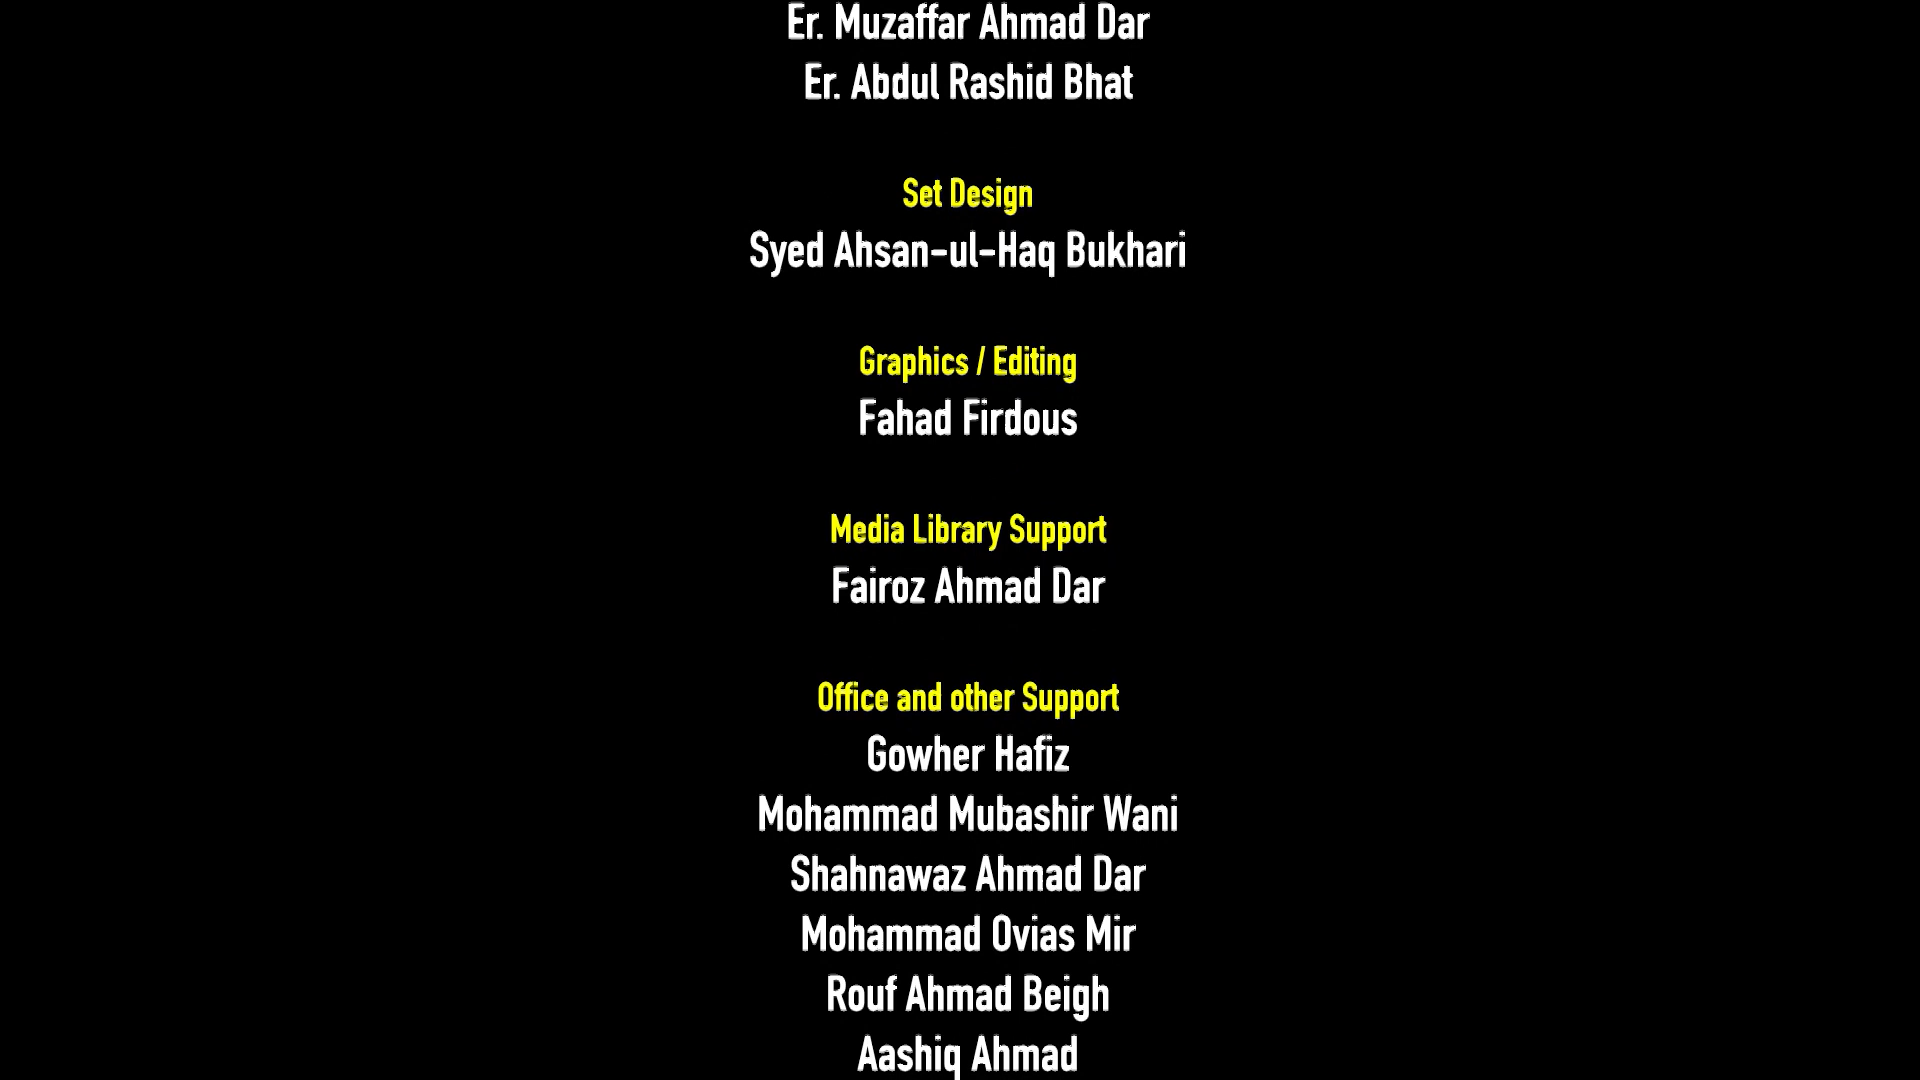 Er. Muzaffar Ahmad Dar
Er. Abdul Rashid Bhat
Set Design
Syed Ahsan-ul-Haq Bukhari
Graphics / Editing
Fahad Firdous
Media Library Support
Fairoz Ahmad Dar
Office and other Support
Gowher Hafiz
Mohammad Mubashir Wani
Shahnawaz Ahmad Dar
Mohammad Ovias Mir
Rouf Ahmad Beigh
Aashiq Ahmad